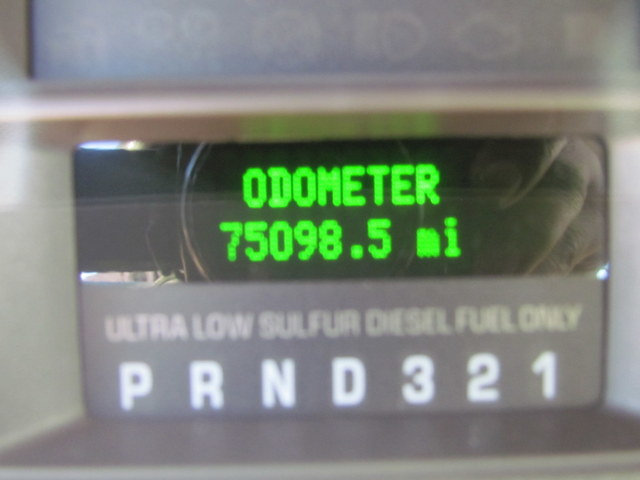 ODOMETER
75098.5 mi
ULTRA LOW SULFUR DIESEL FUEL ONLY
P R N D 3 2 1